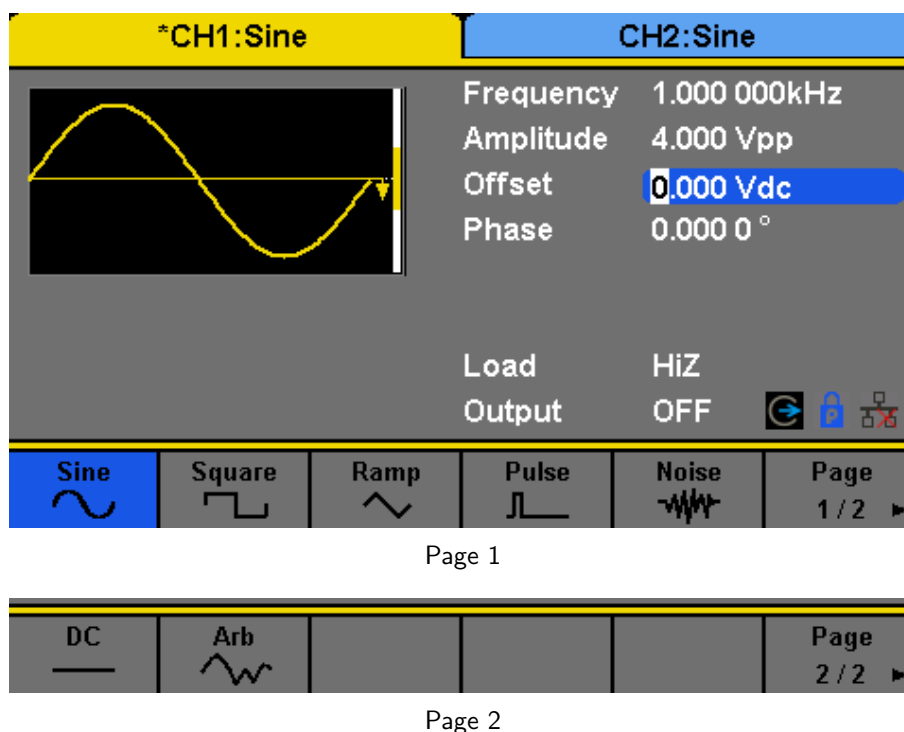 *CH1:Sine CH2:Sine
Frequency 1.000 000kHz
Amplitude 4.000 Vpp
Offset 0.000 Vdc
Phase 0.000 0 °
Load HiZ
Output OFF P
Sine Square Ramp Pulse Noise Page
1 / 2
Page 1
DC Arb Page
2 / 2
Page 2